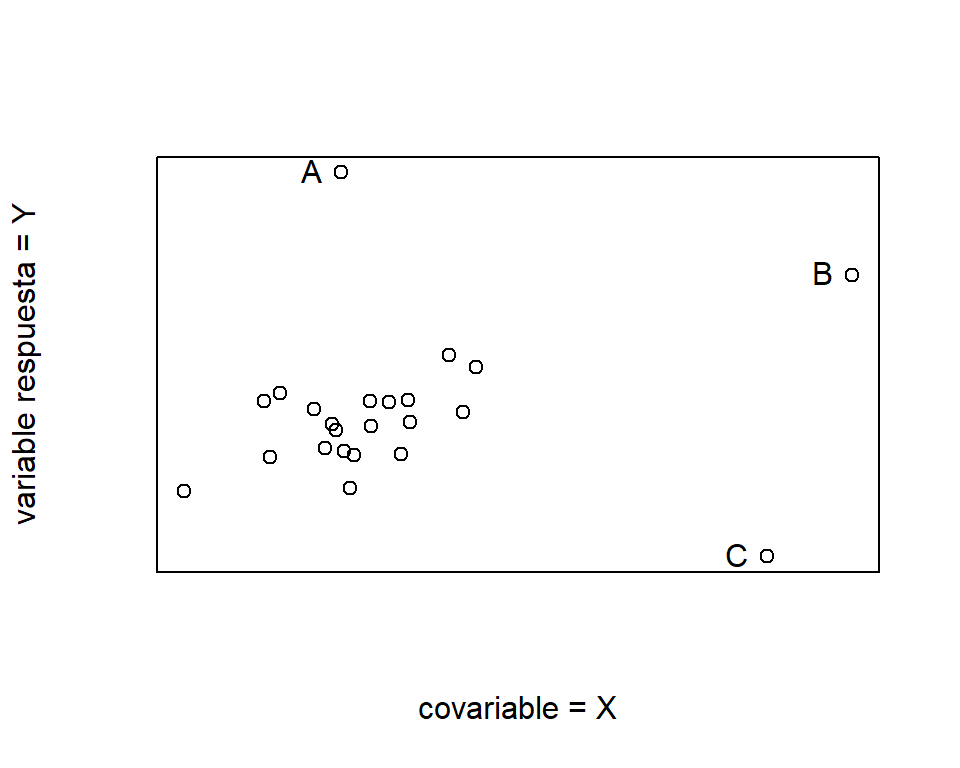 A
B
C
variable respuesta = Y
covariable = X